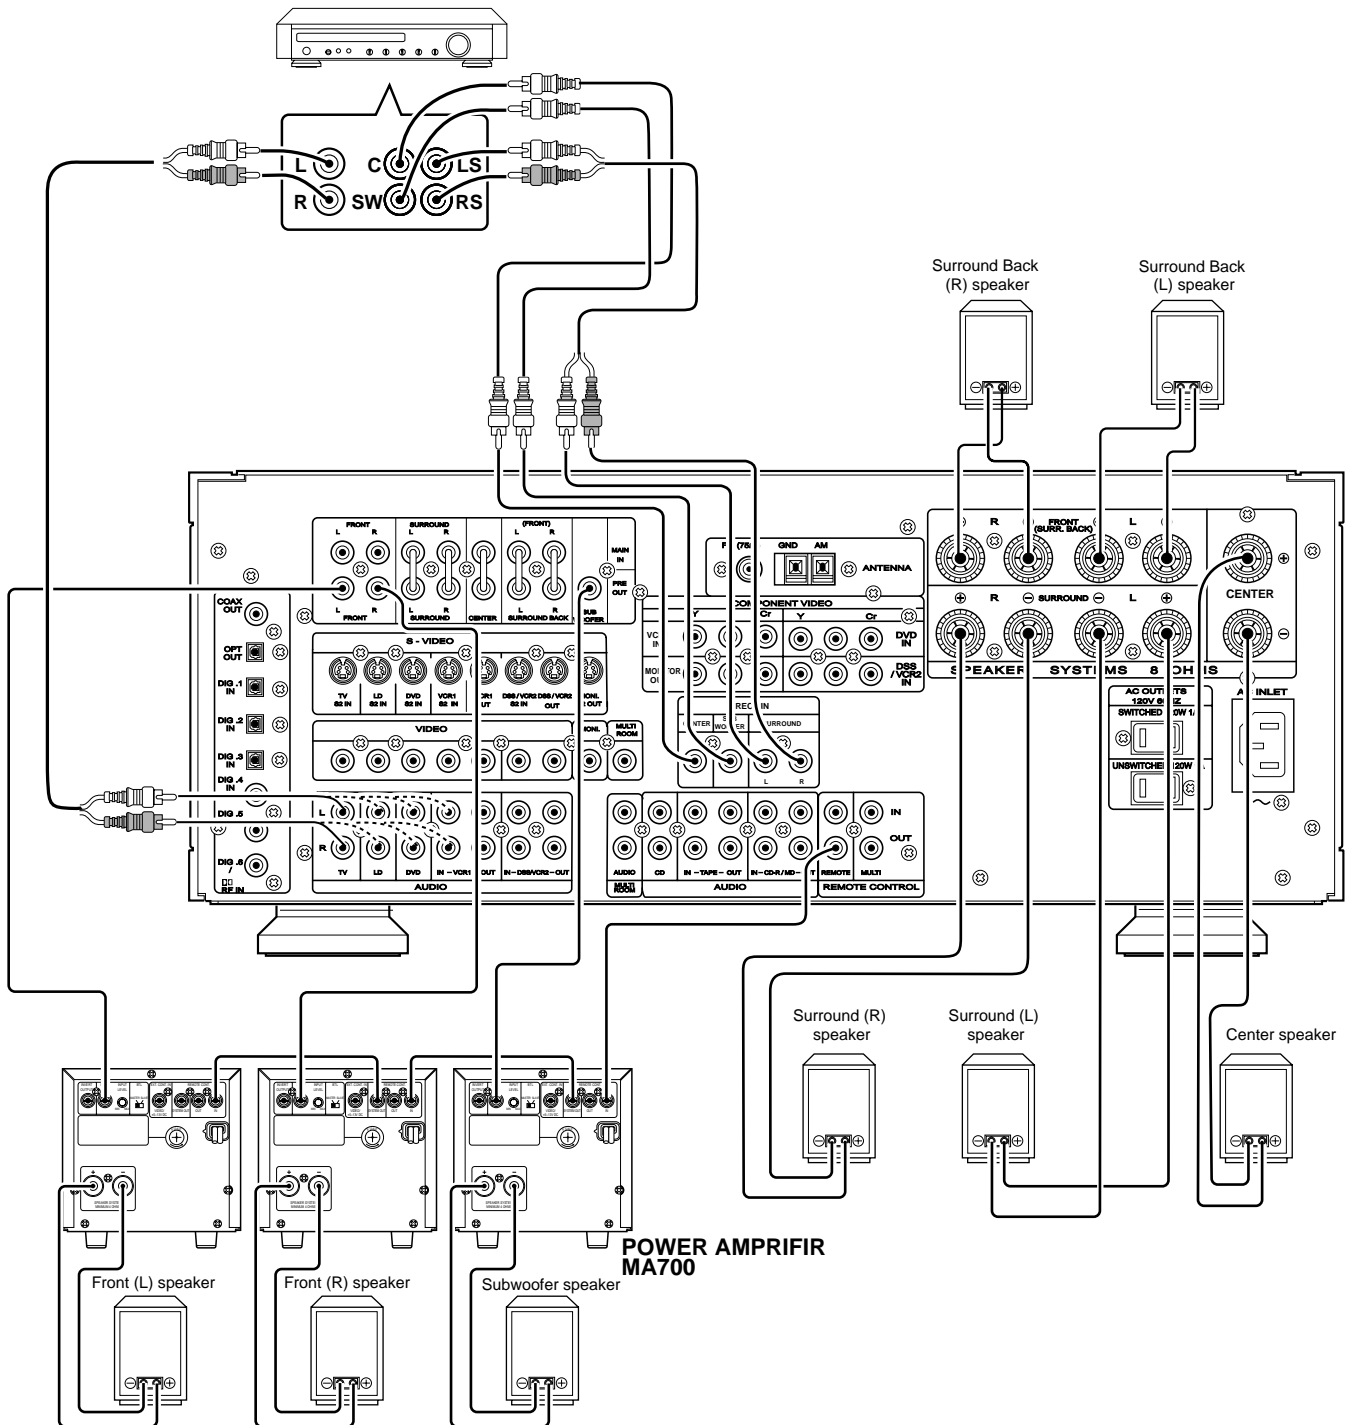 L
C
LS
R
SW
RS
Surround Back
(R) speaker
Surround Back
(L) speaker
FRONT
L R
SURROUND
L R
(FRONT)
L R
MAIN
IN
PRE
OUT
L R
FRONT
L R
SURROUND
CENTER
L R
SURROUND BACK
SUB
GND
AM
ANTENNA
R
FRONT
(SURR. BACK)
L
CENTER
R
SURROUND
L
SPEAKER SYSTEMS 8
COMPONENT VIDEO
Y
Cr
Y
Cr
DVD
IN
DSS
/ VCR2
IN
IN
OUT
COAX
OUT
OPT
OUT
DIG .1
IN
DIG .2
IN
DIG .3
IN
DIG .4
IN
DIG .5
DIG .6
/
RF IN
S - VIDEO
TV
S2 IN
LD
S2 IN
DVD
S2 IN
VCR1
S2 IN
OUT
DSS / VCR2
S2 IN
DSS / VCR2
OUT
VIDEO
MULTI
ROOM
SURROUND
L
R
AC OUTLETS
INLET
SWITCHED
UNSWITCHED
L
R
TV
LD
DVD
IN – VCR1
OUT
IN – DSS/VCR2 – OUT
AUDIO
AUDIO
MULTI
ROOM
CD
IN – TAPE – OUT
IN – CD-R / MD –
AUDIO
REMOTE
MULTI
REMOTE CONTROL
IN
OUT
Surround (R)
speaker
Surround (L)
speaker
Center speaker
POWER AMPRIFIR
MA700
Front (L) speaker
Front (R) speaker
Subwoofer speaker